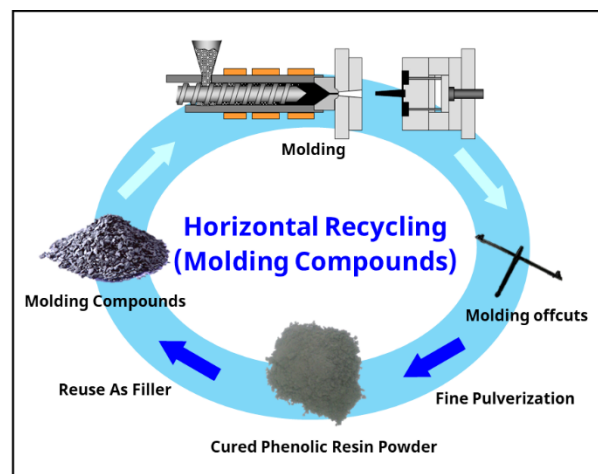 Molding
Horizontal Recycling
(Molding Compounds)
Molding Compounds
Molding offcuts
Reuse As Filler
Fine Pulverization
Cured Phenolic Resin Powder